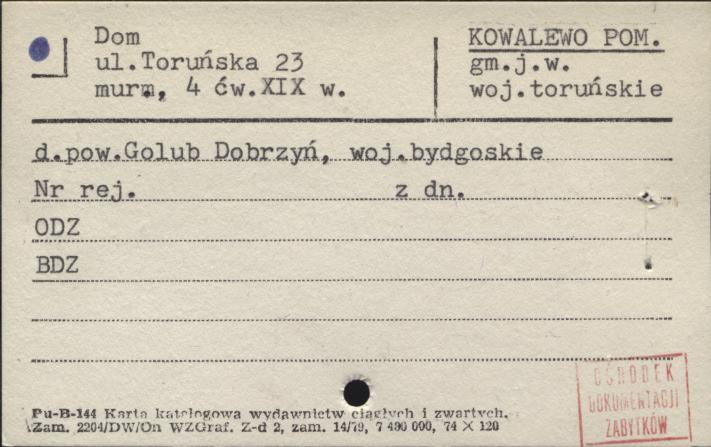 Dom
ul.Toruńska 23
murm, 4 ćw.XIX w.
KOWALEWO POM.
gm.j.w.
woj.toruńskie
d.pow.Golub Dobrzyń, woj.bydgoskie
Nr rej. z dn.
ODZ
BDZ
Pu-B-144 Karta katalogowa wydawnictw ciągłych i zwartych.
Zam. 2204/DW/On WZGraf. Z-d 2, zam. 14/79, 7 490 000, 74 X 120
OŚRODEK
DOKUMENTACJI
ZABYTKÓW